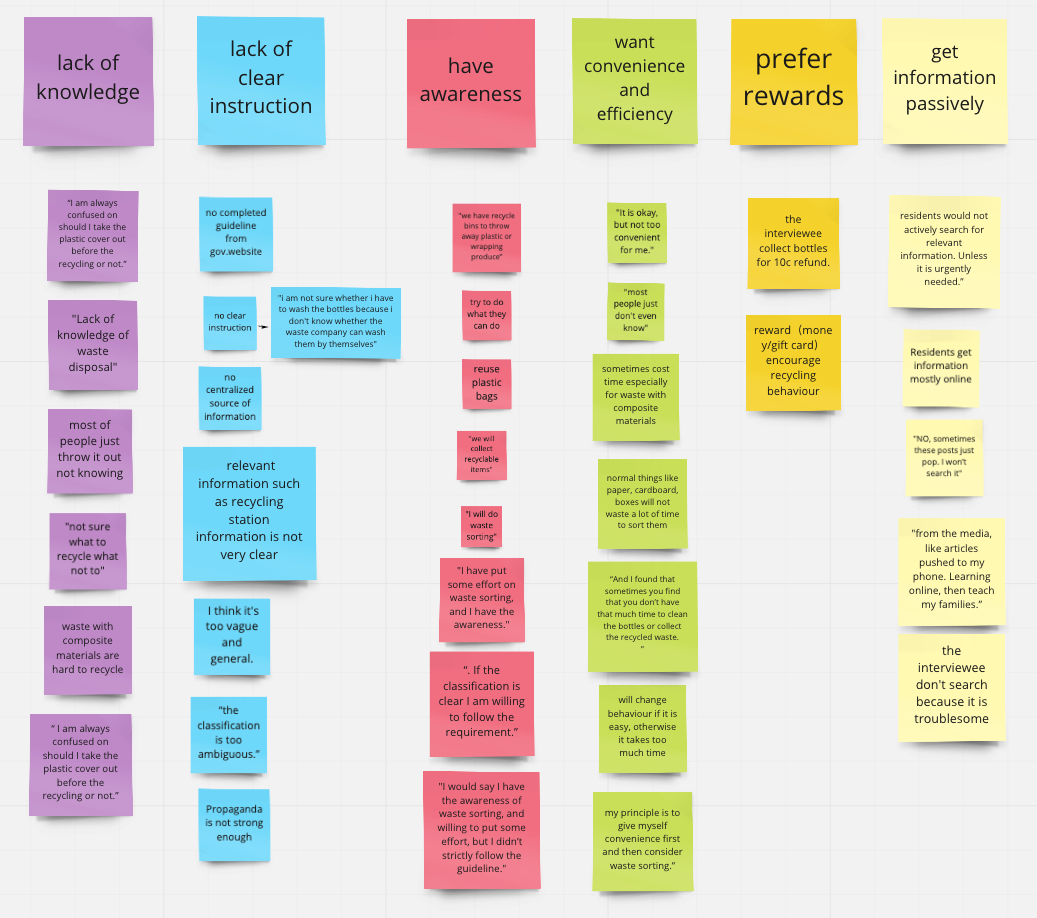 lack of
knowledge
lack of
clear
instruction
have
awareness
want
convenience
and
efficiency
prefer
rewards
get
information
passively
"I am always
confused on
should I take the
plastic cover out
before the
recycling or not."
"Lack of
knowledge of
waste
disposal"
most of
people just
throw it out
not knowing
"not sure
what to
recycle what
not to"
waste with
composite
materials are
hard to recycle
" I am always
confused on
should I take the
plastic cover out
before the
recycling or not."
no completed
guideline
from
gov.website
no clear
instruction
"i am not sure whether i have
to wash the bottles because i
don't know whether the
waste company can wash
them by themselves"
no
centralized
source of
information
relevant
information such
as recycling
station
information is not
very clear
I think it's
too vague
and
general.
"the
classification
is too
ambiguous."
Propaganda
is not strong
enough
"we have recycle
bins to throw
away plastic or
wrapping
produce"
try to do
what they
can do
reuse
plastic
bags
"we will
collect
recyclable
items"
"I will do
waste
sorting"
"I have put
some effort on
waste sorting,
and I have the
awareness."
". If the
classification is
clear I am willing
to follow the
requirement."
"I would say I have
the awareness of
waste sorting, and
willing to put some
effort, but I didn't
strictly follow the
guideline."
"It is okay,
but not too
convenient
for me."
"most
people just
don't even
know"
sometimes cost
time especially
for waste with
composite
materials
normal things like
paper, cardboard,
boxes will not
waste a lot of time
to sort them
"And I found that
sometimes you find
that you don't have
that much time to clean
the bottles or collect
the recycled waste.
"
will change
behaviour if it is
easy, otherwise
it takes too
much time
my principle is to
give myself
convenience first
and then consider
waste sorting."
the
interviewee
collect bottles
for 10c refund.
reward （mone
y/gift card）
encourage
recycling
behaviour
residents would not
actively search for
relevant
information. Unless
it is urgently
needed."
Residents get
information
mostly online
"NO, sometimes
these posts just
pop. I won't
search it"
"from the media,
like articles
pushed to my
phone. Learning
online, then teach
my families."
the
interviewee
don't search
because it is
troublesome